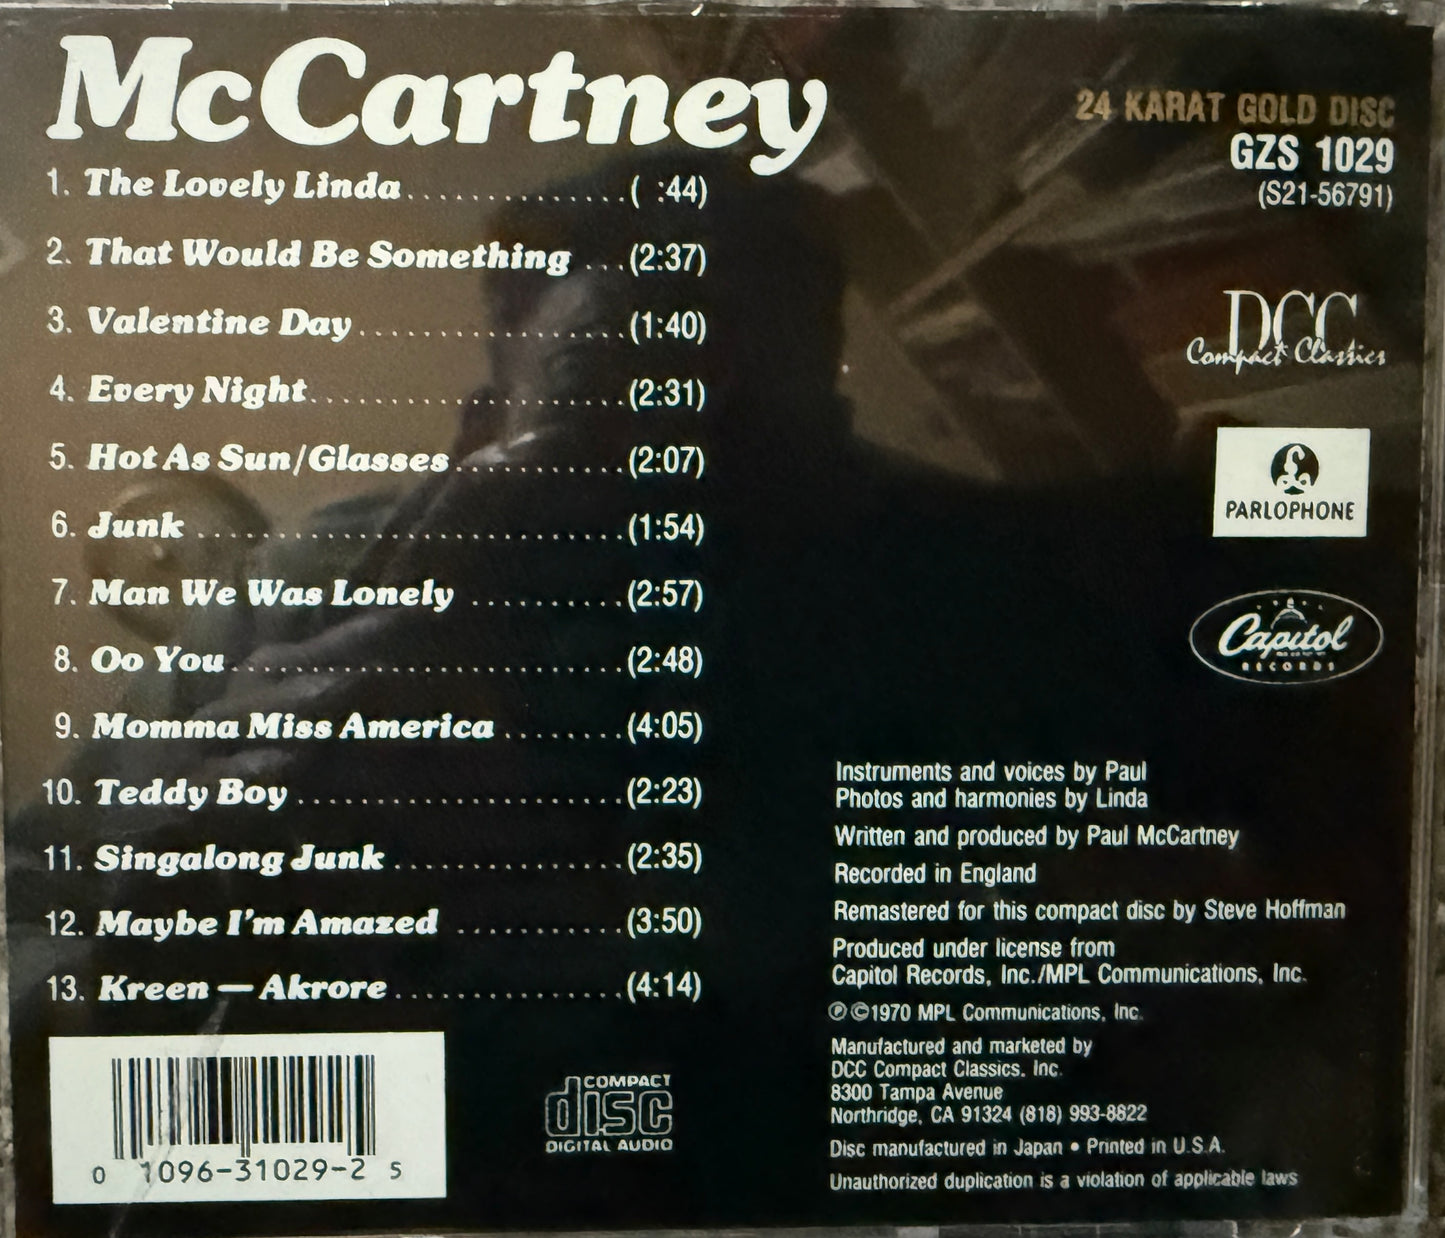 McCartney
1. The Lovely Linda..............( :44)
2. That Would Be Something ...(2:37)
3. Valentine Day.................(1:40)
4. Every Night....................(2:31)
5. Hot As Sun/Glasses...........(2:07)
6. Junk ...........................(1:54)
7. Man We Was Lonely ..........(2:57)
8. Oo You.........................(2:48)
9. Momma Miss America ........(4:05)
10. Teddy Boy .....................(2:23)
11. Singalong Junk ...............(2:35)
12. Maybe I'm Amazed ...........(3:50)
13. Kreen — Akrore...............(4:14)
24 KARAT GOLD DISC
GZS 1029
(S21-56791)
DCC
Compact Classics
PARLOPHONE
Capitol
RECORDS
Instruments and voices by Paul
Photos and harmonies by Linda
Written and produced by Paul McCartney
Recorded in England
Remastered for this compact disc by Steve Hoffman
Produced under license from
Capitol Records, Inc./MPL Communications, Inc.
℗©1970 MPL Communications, Inc.
Manufactured and marketed by
DCC Compact Classics, Inc.
8300 Tampa Avenue
Northridge, CA 91324 (818) 993-8822
Disc manufactured in Japan • Printed in U.S.A.
Unauthorized duplication is a violation of applicable laws
0 1096-31029-2 5
COMPACT
disc
DIGITAL AUDIO